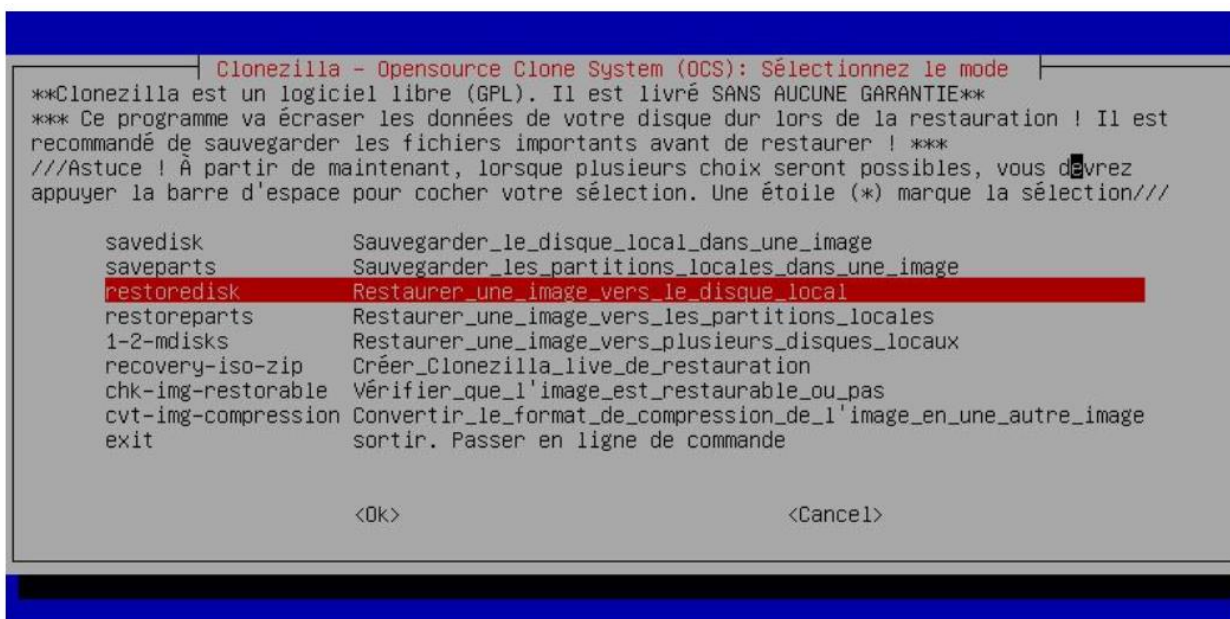 Clonezilla - Opensource Clone System (OCS): Sélectionnez le mode
**Clonezilla est un logiciel libre (GPL). Il est livré SANS AUCUNE GARANTIE**
*** Ce programme va écraser les données de votre disque dur lors de la restauration ! Il est
recommandé de sauvegarder les fichiers importants avant de restaurer ! ***
///Astuce ! À partir de maintenant, lorsque plusieurs choix seront possibles, vous devrez
appuyer la barre d'espace pour cocher votre sélection. Une étoile (*) marque la sélection///
savedisk Sauvegarder_le_disque_local_dans_une_image
saveparts Sauvegarder_les_partitions_locales_dans_une_image
restoredisk Restaurer_une_image_vers_le_disque_local
restoreparts Restaurer_une_image_vers_les_partitions_locales
1-2-mdisks Restaurer_une_image_vers_plusieurs_disques_locaux
recovery-iso-zip Créer_Clonezilla_live_de_restauration
chk-img-restorable Vérifier_que_l'image_est_restaurable_ou_pas
cvt-img-compression Convertir_le_format_de_compression_de_l'image_en_une_autre_image
exit sortir. Passer en ligne de commande
<Ok> <Cancel>